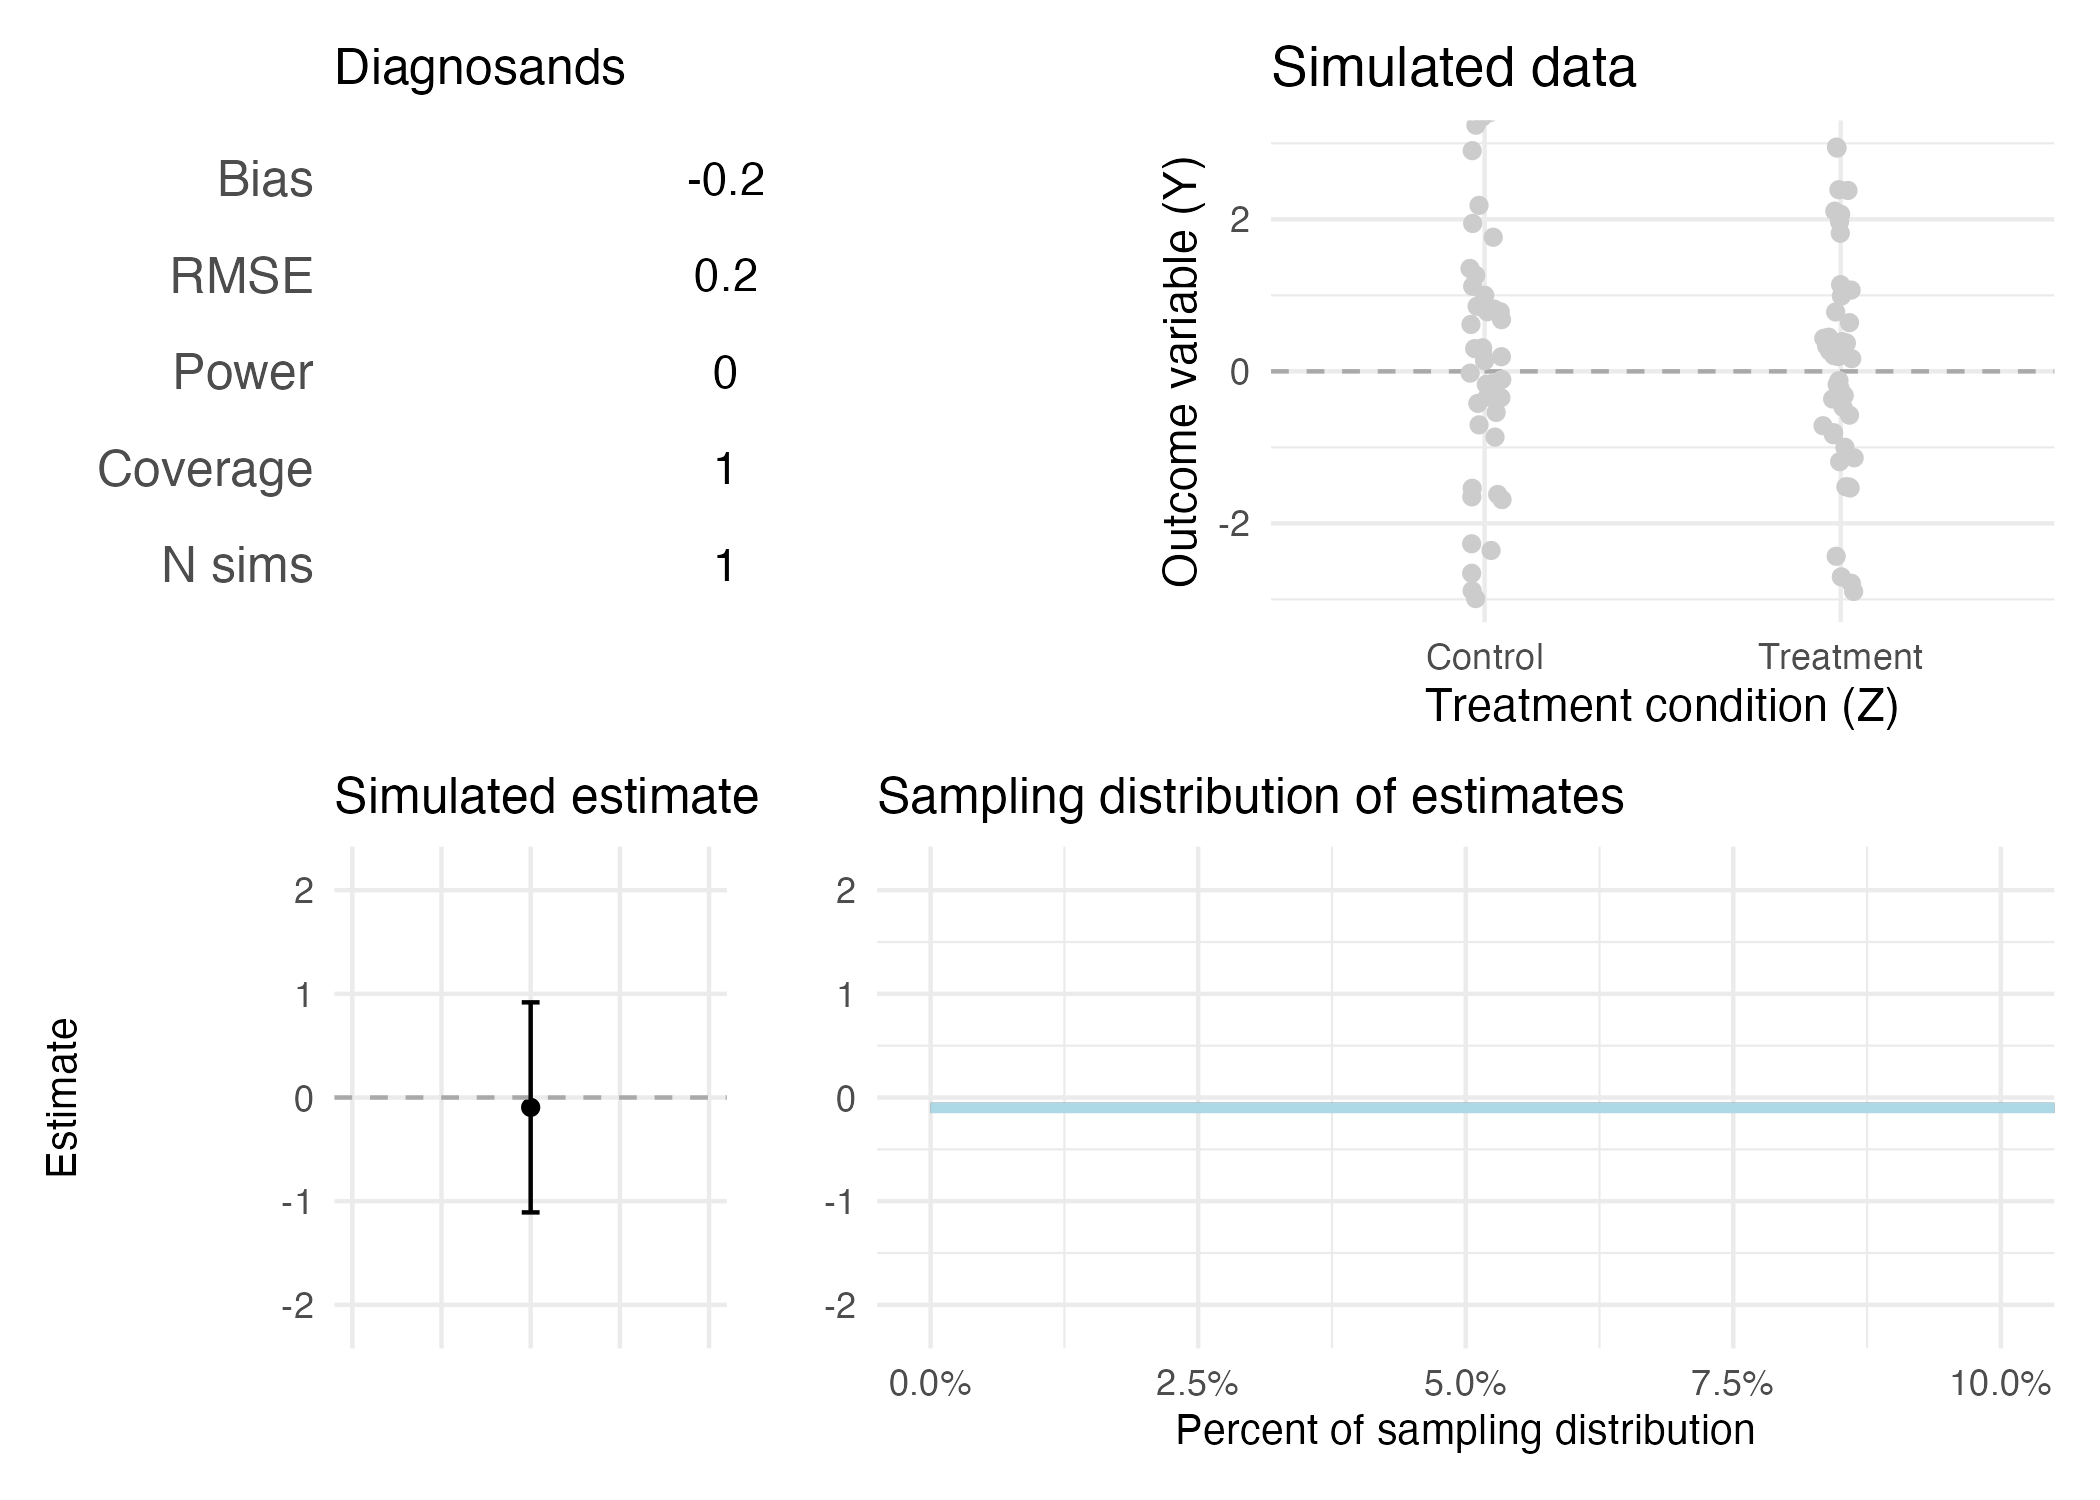 Diagnosands
Bias -0.2
RMSE 0.2
Power 0
Coverage 1
N sims 1
Simulated data
Outcome variable (Y)
2
0
-2
Control Treatment
Treatment condition (Z)
Simulated estimate
Estimate
2
1
0
-1
-2
Sampling distribution of estimates
2
1
0
-1
-2
0.0% 2.5% 5.0% 7.5% 10.0%
Percent of sampling distribution